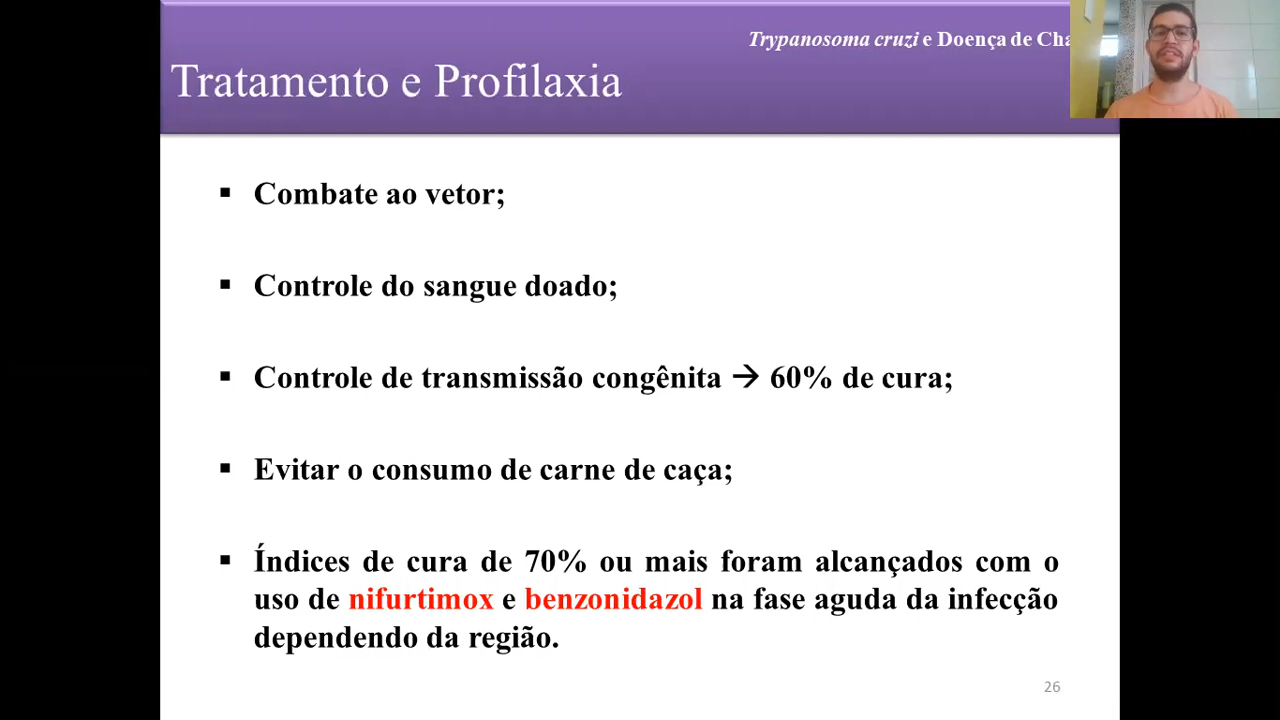 Trypanosoma cruzi e Doença de
Tratamento e Profilaxia
▪ Combate ao vetor;
▪ Controle do sangue doado;
▪ Controle de transmissão congênita → 60% de cura;
▪ Evitar o consumo de carne de caça;
▪ Índices de cura de 70% ou mais foram alcançados com o
uso de nifurtimox e benzonidazol na fase aguda da infecção
dependendo da região.
26